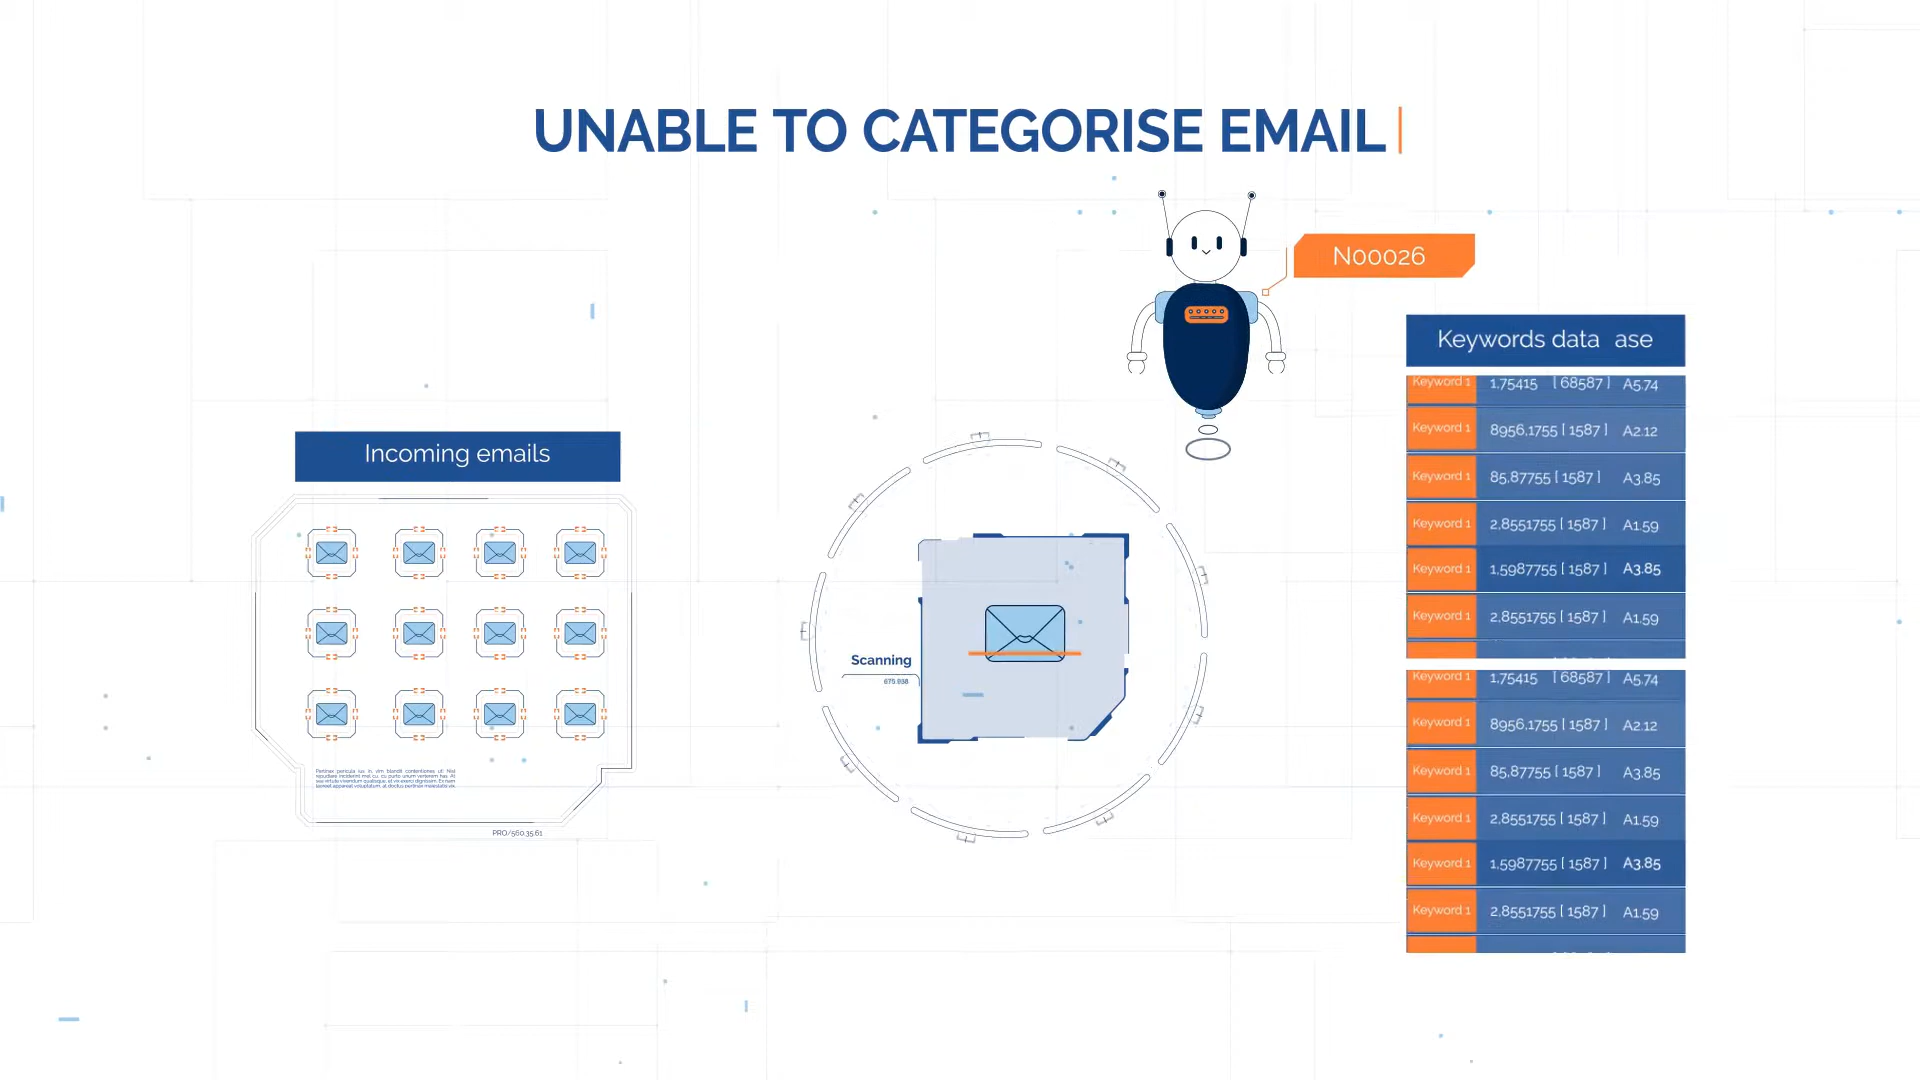 UNABLE TO CATEGORISE EMAIL
N00026
Keywords data ase
Keyword 1 1,75415 [ 68587 ] A5.74
Keyword 1 8956,1755 [ 1587 ] A2.12
Keyword 1 85,87755 [ 1587 ] A3.85
Keyword 1 2,8551755 [ 1587 ] A1.59
Keyword 1 1,5987755 [ 1587 ] A3.85
Keyword 1 2,8551755 [ 1587 ] A1.59
1,75415 [ 68587 ] A5.74
Keyword 1 8956,1755 [ 1587 ] A2.12
Keyword 1 85,87755 [ 1587 ] A3.85
Keyword 1 2,8551755 [ 1587 ] A1.59
Keyword 1 1,5987755 [ 1587 ] A3.85
Keyword 1 2,8551755 [ 1587 ] A1.59
Incoming emails
Scanning
675.938
PRO/560.35.61